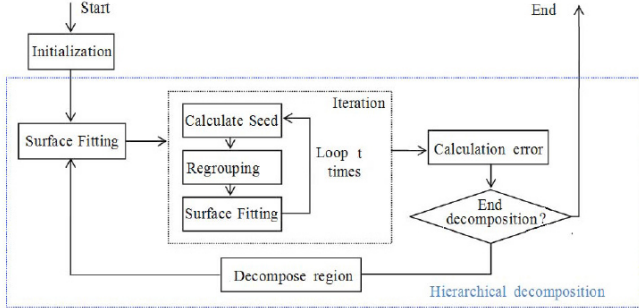 Start
End
Initialization
Iteration
Calculate Seed
Surface Fitting
Regrouping
Loop t
times
Calculation error
Surface Fitting
End
decomposition?
Decompose region
Hierarchical decomposition